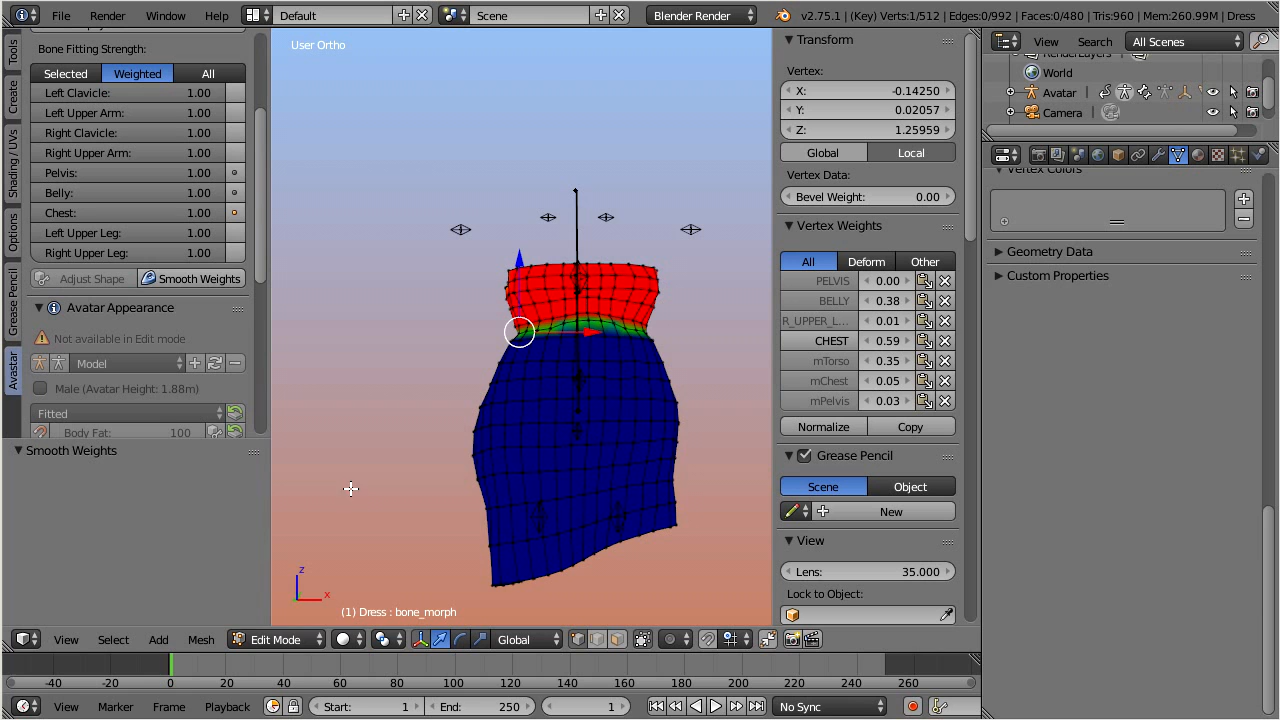 File Render Window Help Default Scene Blender Render v2.75.1 | (Key) Verts:1/512 | Edges:0/992 | Faces:0/480 | Tris:960 | Mem:260.99M | Dress
Tools
Create
Shading / UVs
Options
Grease Pencil
Avastar
Bone Fitting Strength:
Selected Weighted All
Left Clavicle: 1.00
Left Upper Arm: 1.00
Right Clavicle: 1.00
Right Upper Arm: 1.00
Pelvis: 1.00
Belly: 1.00
Chest: 1.00
Left Upper Leg: 1.00
Right Upper Leg: 1.00
Adjust Shape Smooth Weights
Avatar Appearance
Not available in Edit mode
Model
Male (Avatar Height: 1.88m)
Fitted
Body Fat: 100
Smooth Weights
User Ortho
z
x
(1) Dress : bone_morph
Transform
Vertex:
X: -0.14250
Y: 0.02057
Z: 1.25959
Global Local
Vertex Data:
Bevel Weight: 0.00
Vertex Weights
All Deform Other
PELVIS 0.00
BELLY 0.38
R_UPPER_L... 0.01
CHEST 0.59
mTorso 0.35
mChest 0.05
mPelvis 0.03
Normalize Copy
Grease Pencil
Scene Object
New
View
Lens: 35.000
Lock to Object:
View Search All Scenes
RenderLayers
World
Avatar
Camera
Vertex Colors
Geometry Data
Custom Properties
View Select Add Mesh Edit Mode Global
-40 -20 0 20 40 60 80 100 120 140 160 180 200 220 240 260
View Marker Frame Playback Start: 1 End: 250 1 No Sync